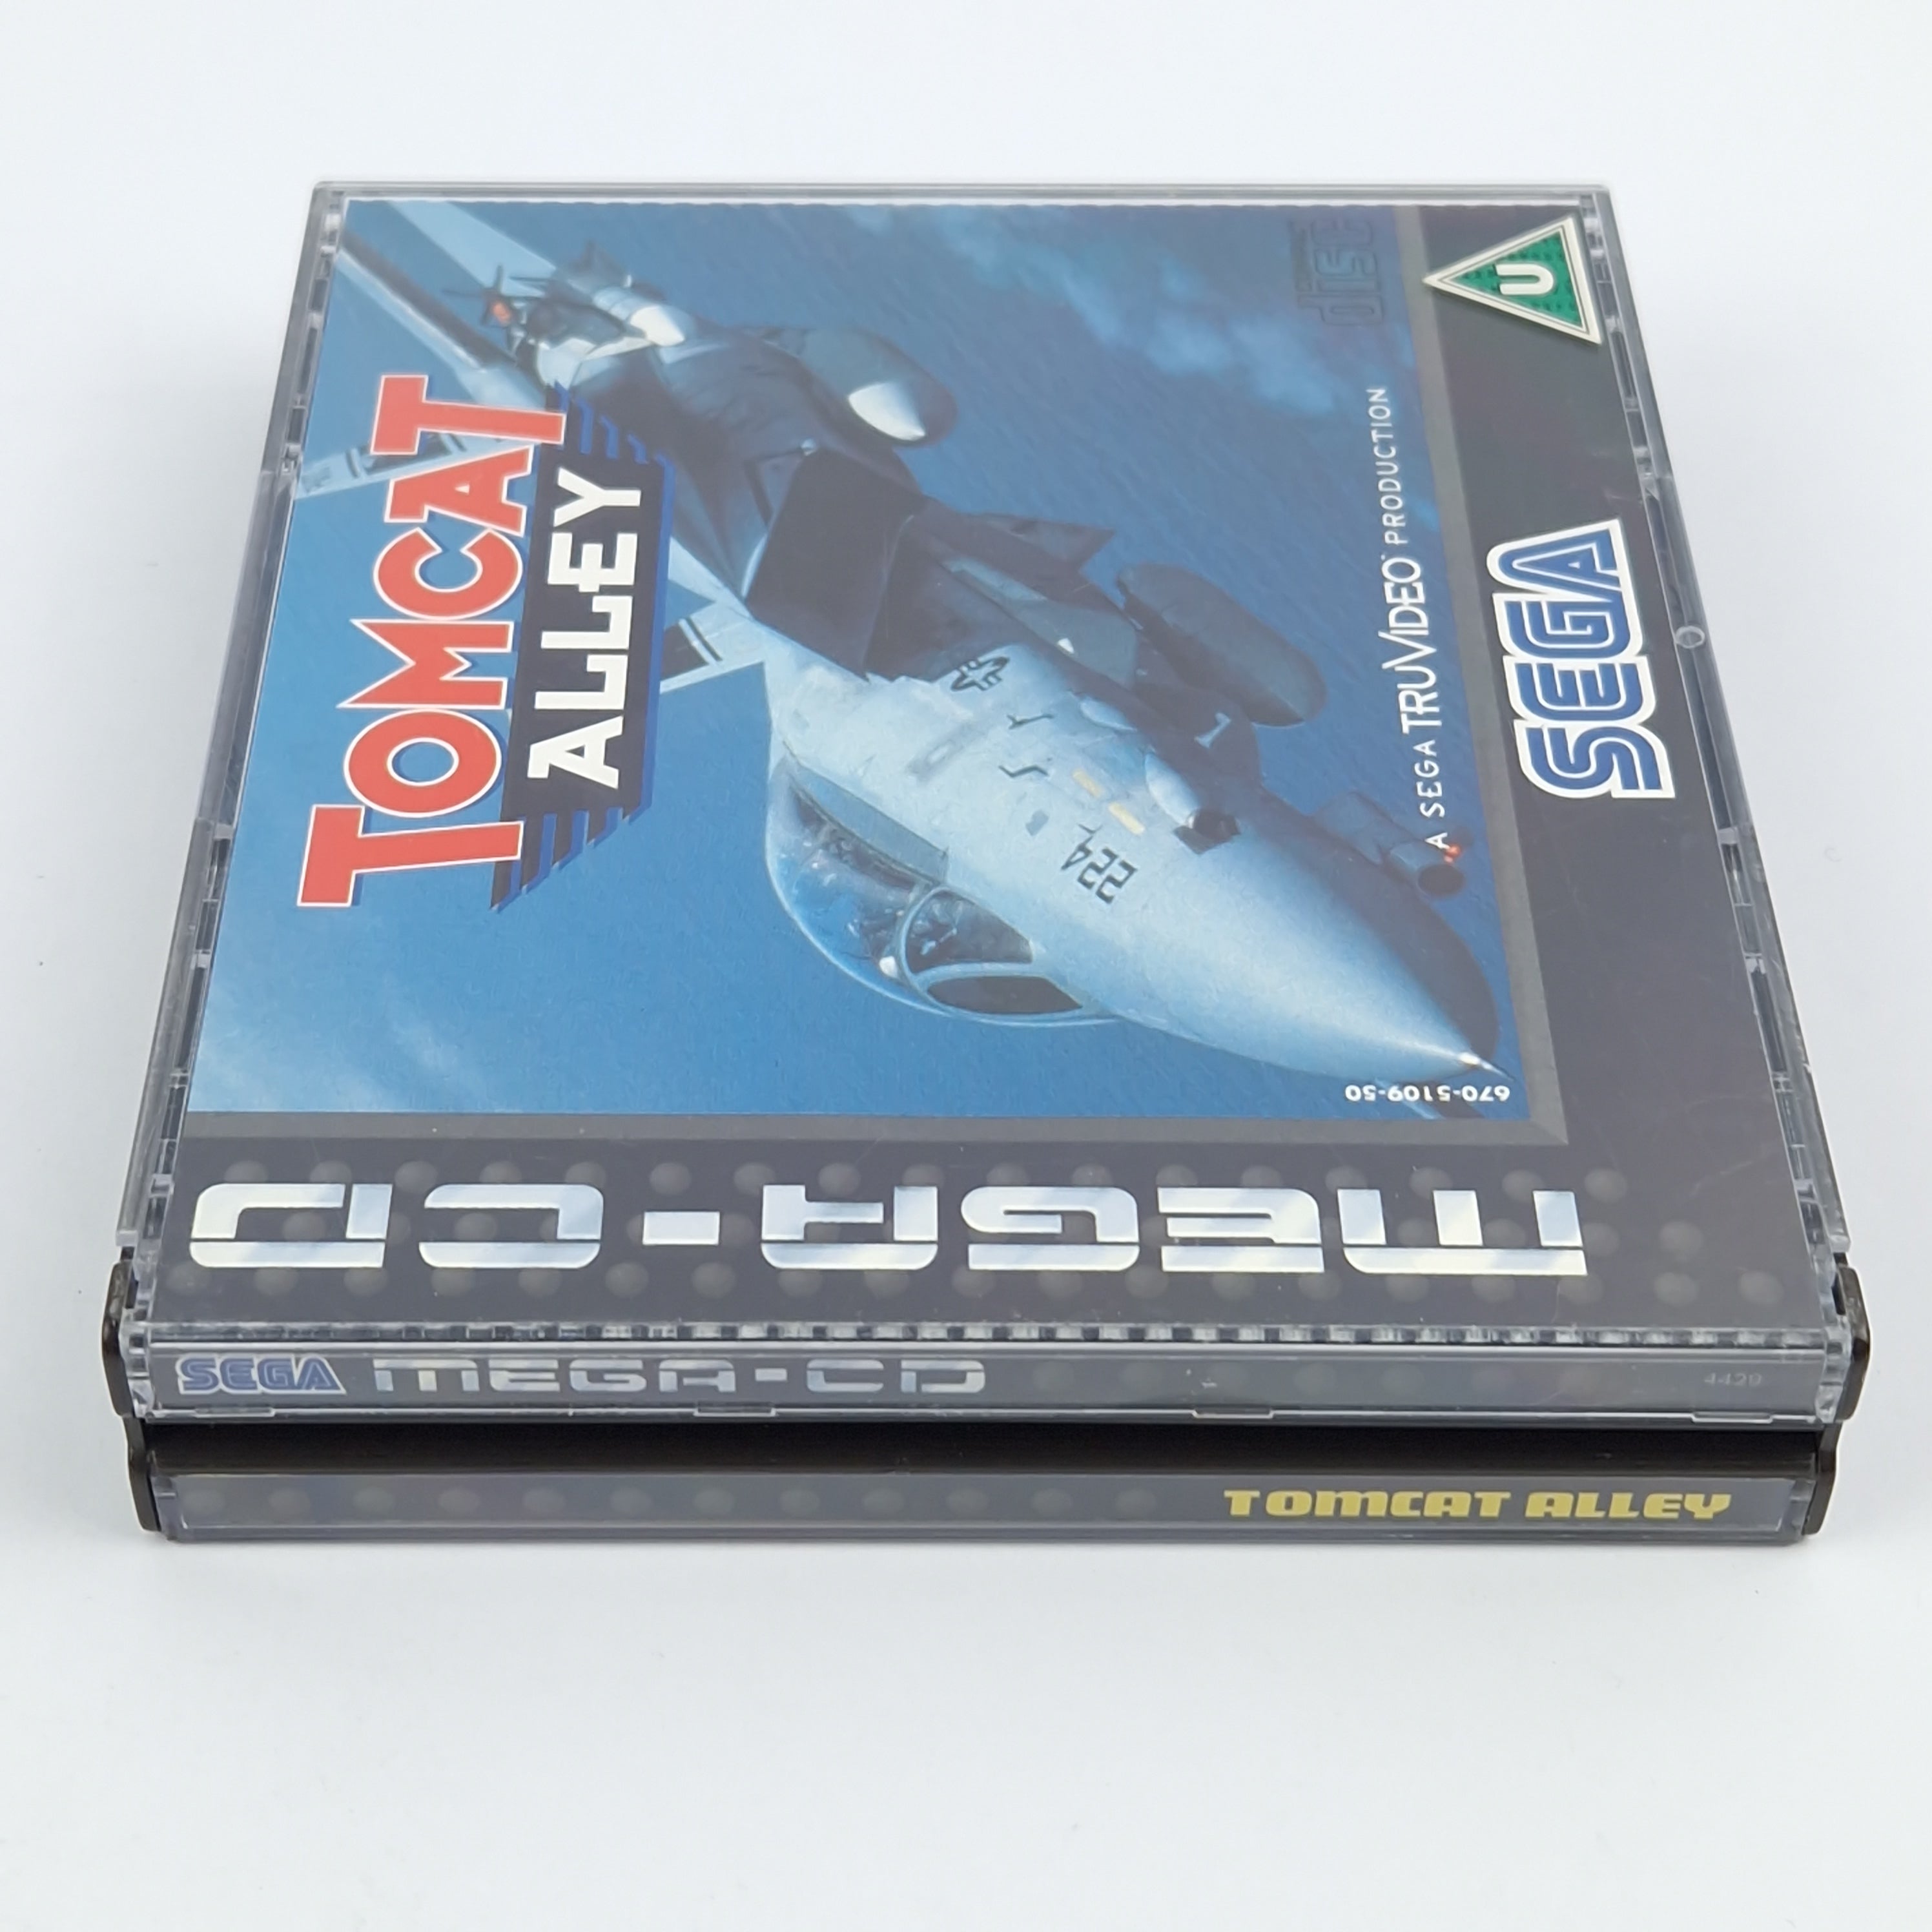 TOMCAT
ALLEY
disc
A SEGA TRUVIDEO PRODUCTION
U
SEGA
224
670-5109-50
MEGA-CD
SEGA MEGA-CD
4429
TOMCAT ALLEY